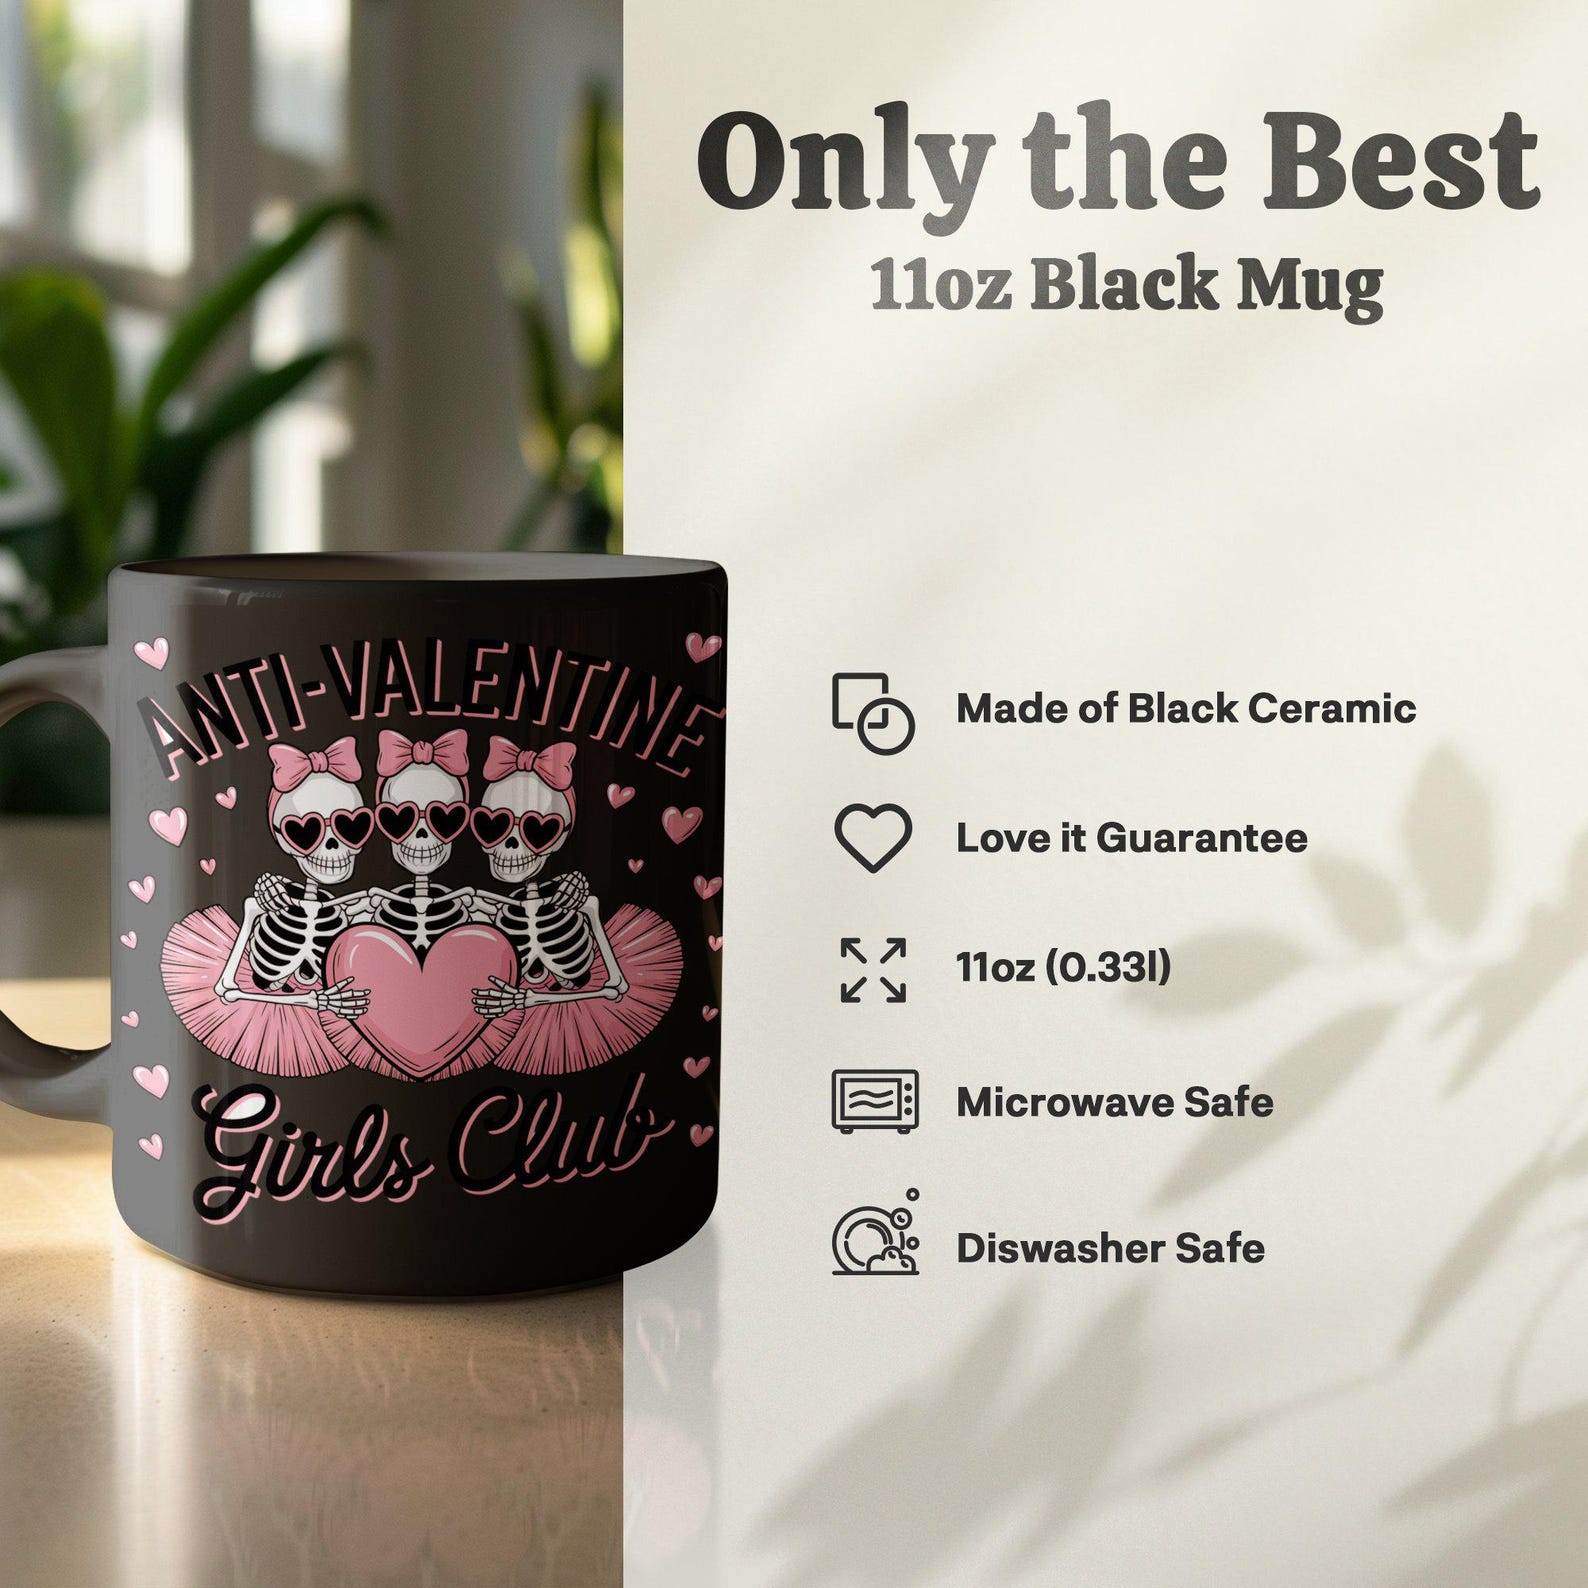 Only the Best
11oz Black Mug
ANTI-VALENTINE
Girls Club
Made of Black Ceramic
Love it Guarantee
11oz (0.33l)
Microwave Safe
Diswasher Safe